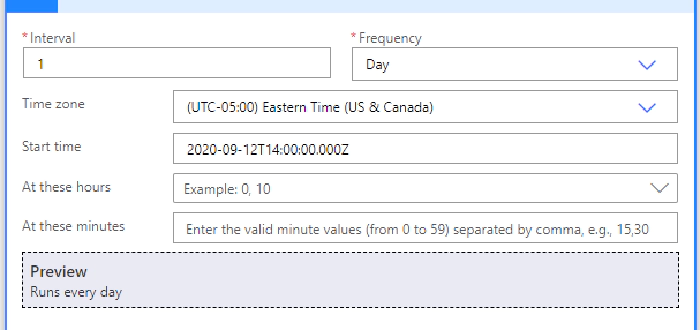 *Interval
*Frequency
1
Day
Time zone
(UTC-05:00) Eastern Time (US & Canada)
Start time
2020-09-12T14:00:00.000Z
At these hours
Example: 0, 10
At these minutes
Enter the valid minute values (from 0 to 59) separated by comma, e.g., 15,30
Preview
Runs every day